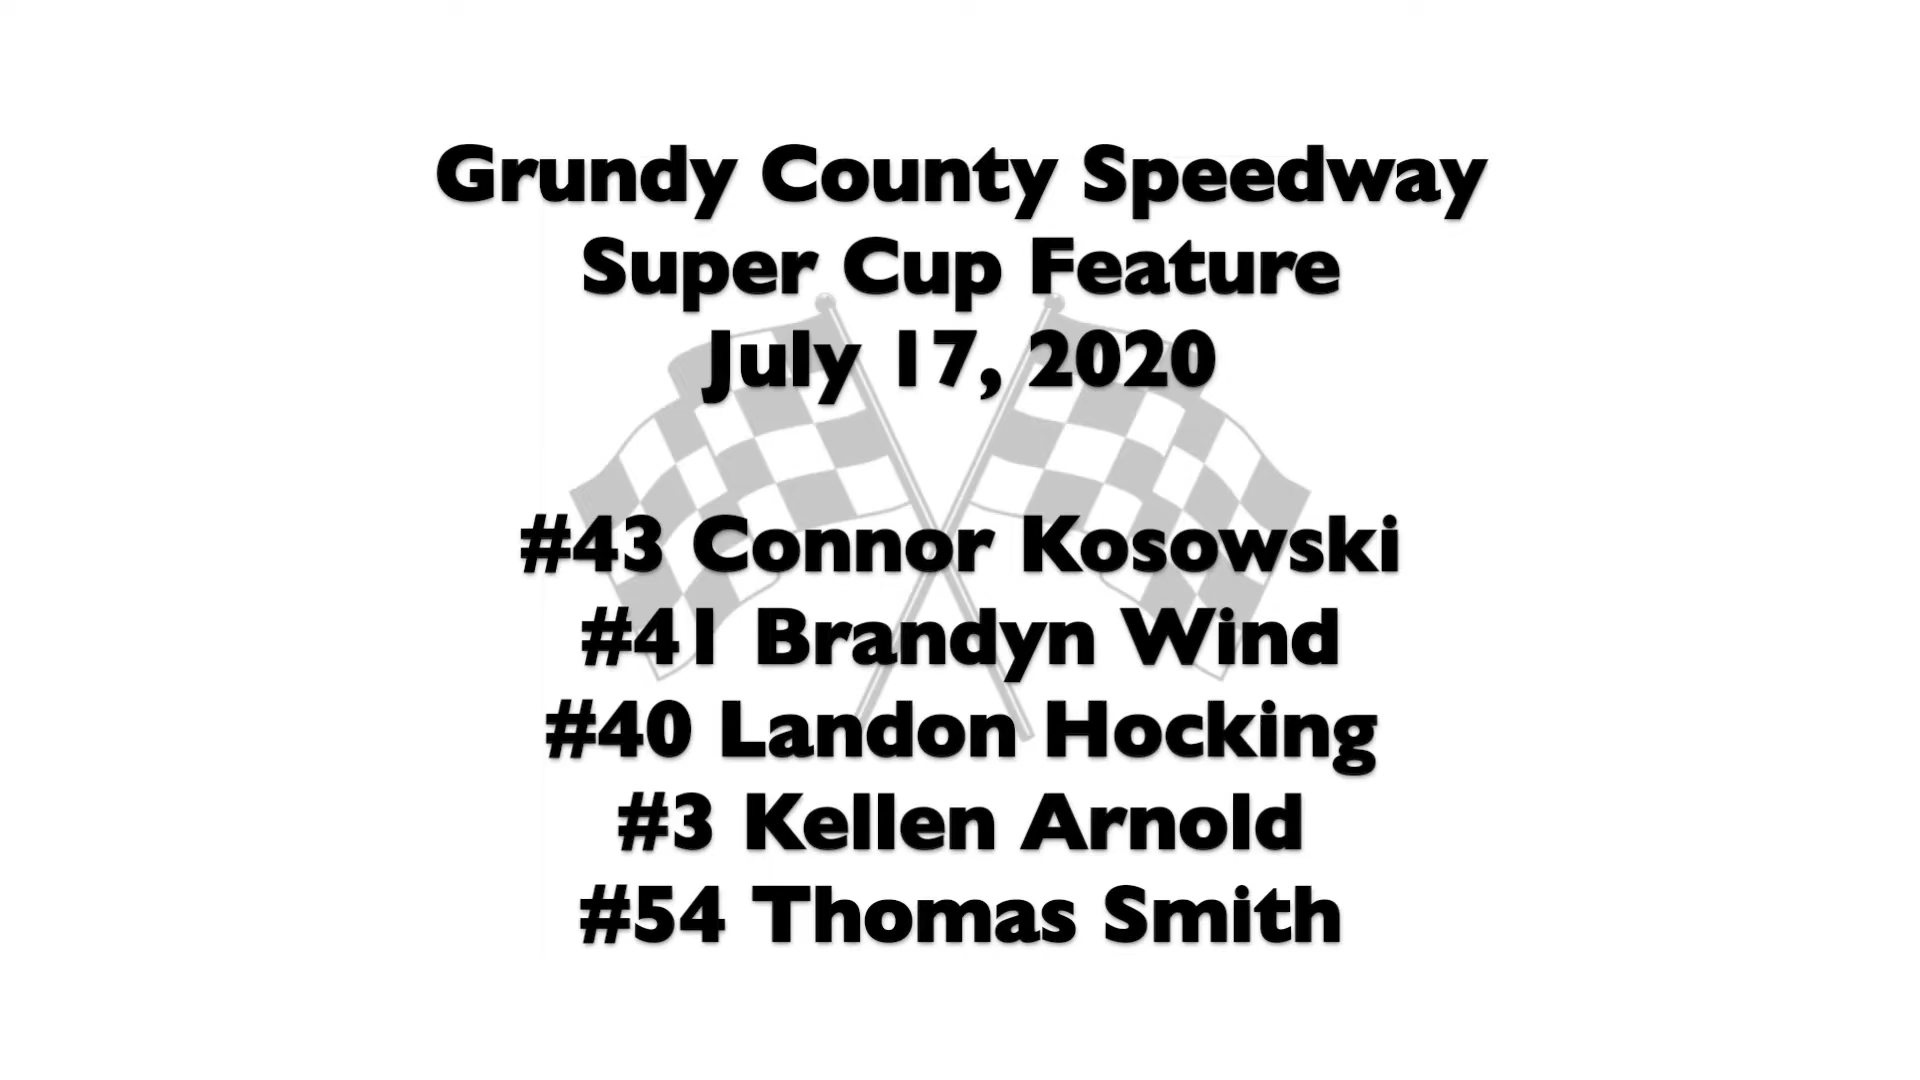 Grundy County Speedway
Super Cup Feature
July 17, 2020
#43 Connor Kosowski
#41 Brandyn Wind
#40 Landon Hocking
#3 Kellen Arnold
#54 Thomas Smith